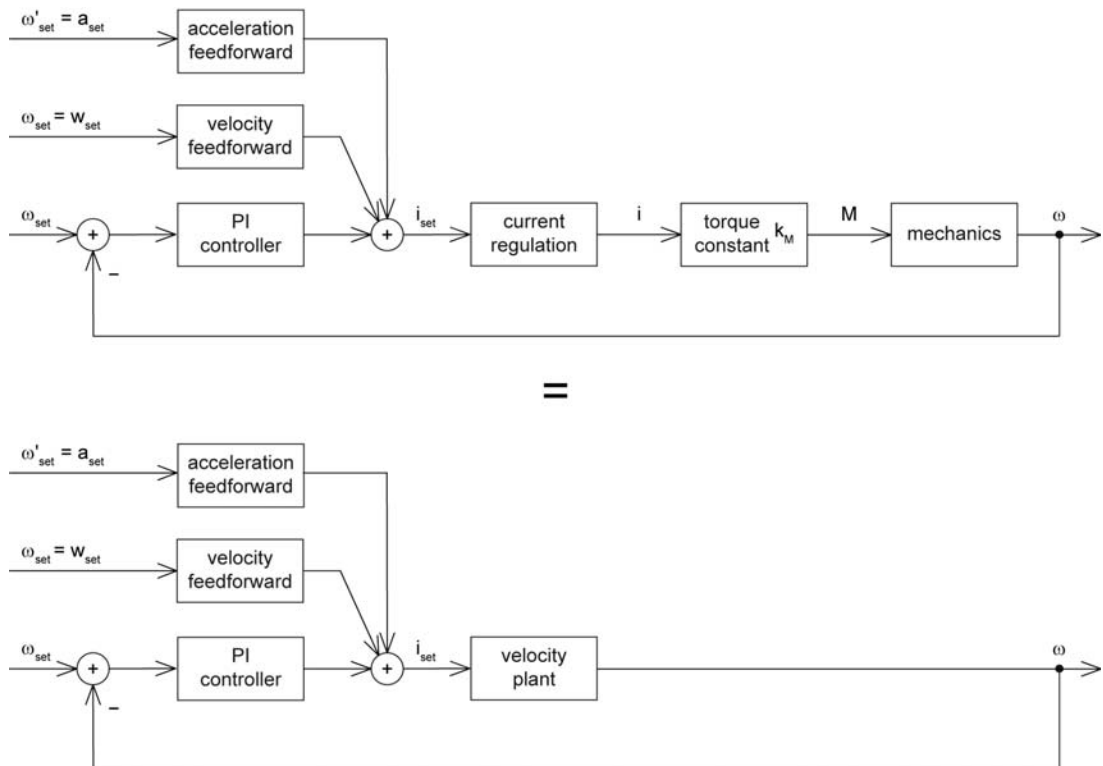 ω'set = aset
acceleration
feedforward
ωset = wset
velocity
feedforward
ωset
+
−
PI
controller
+
iset
current
regulation
i
torque
constant kM
M
mechanics
ω
=
ω'set = aset
acceleration
feedforward
ωset = wset
velocity
feedforward
ωset
+
−
PI
controller
+
iset
velocity
plant
ω